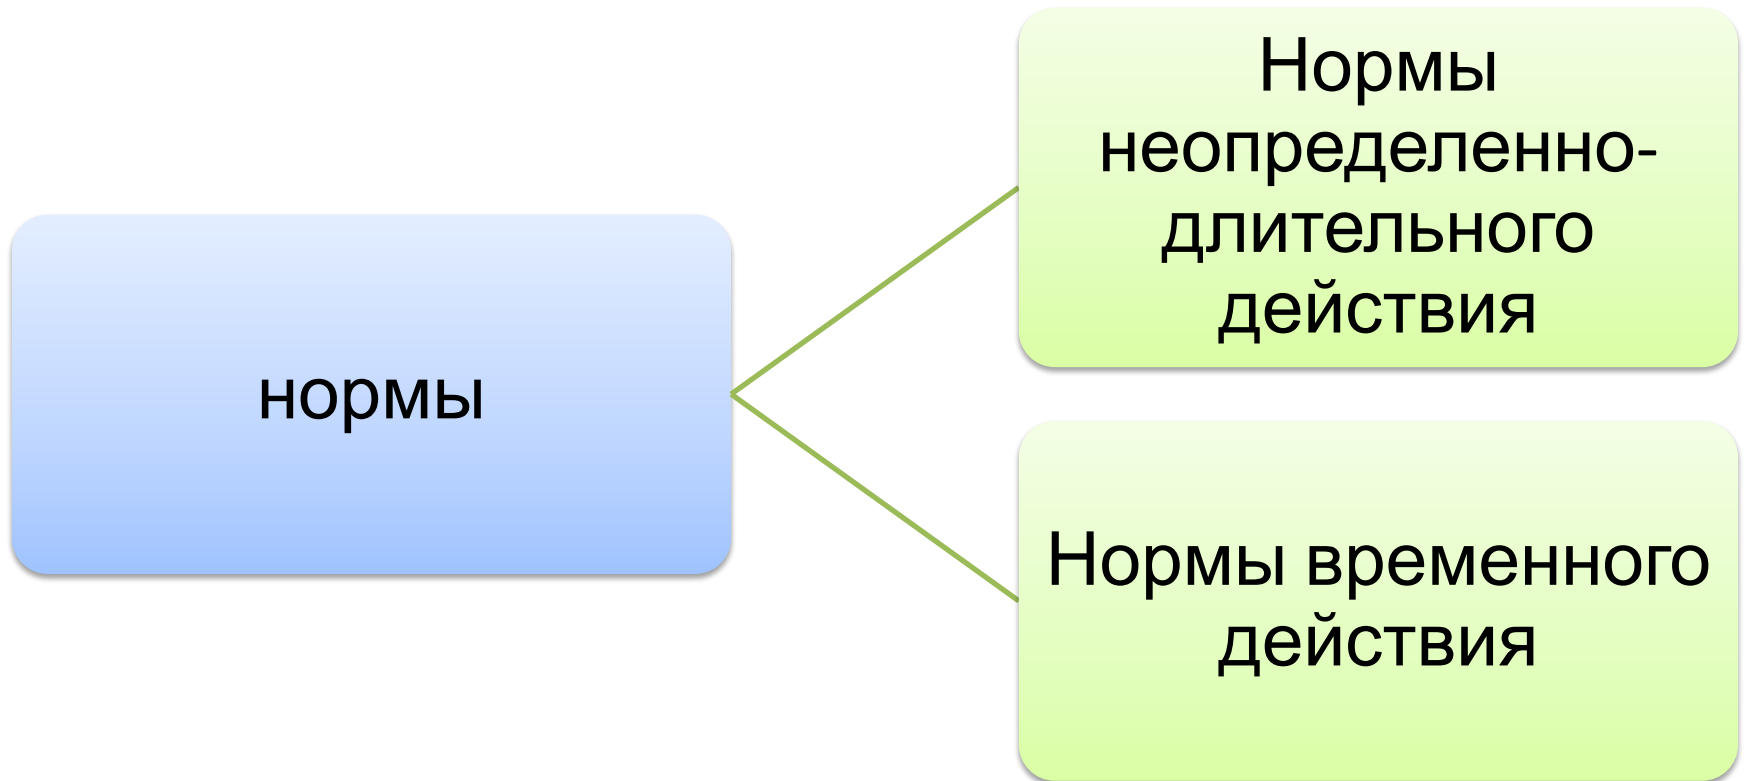 нормы
Нормы
неопределенно-
длительного
действия
Нормы временного
действия